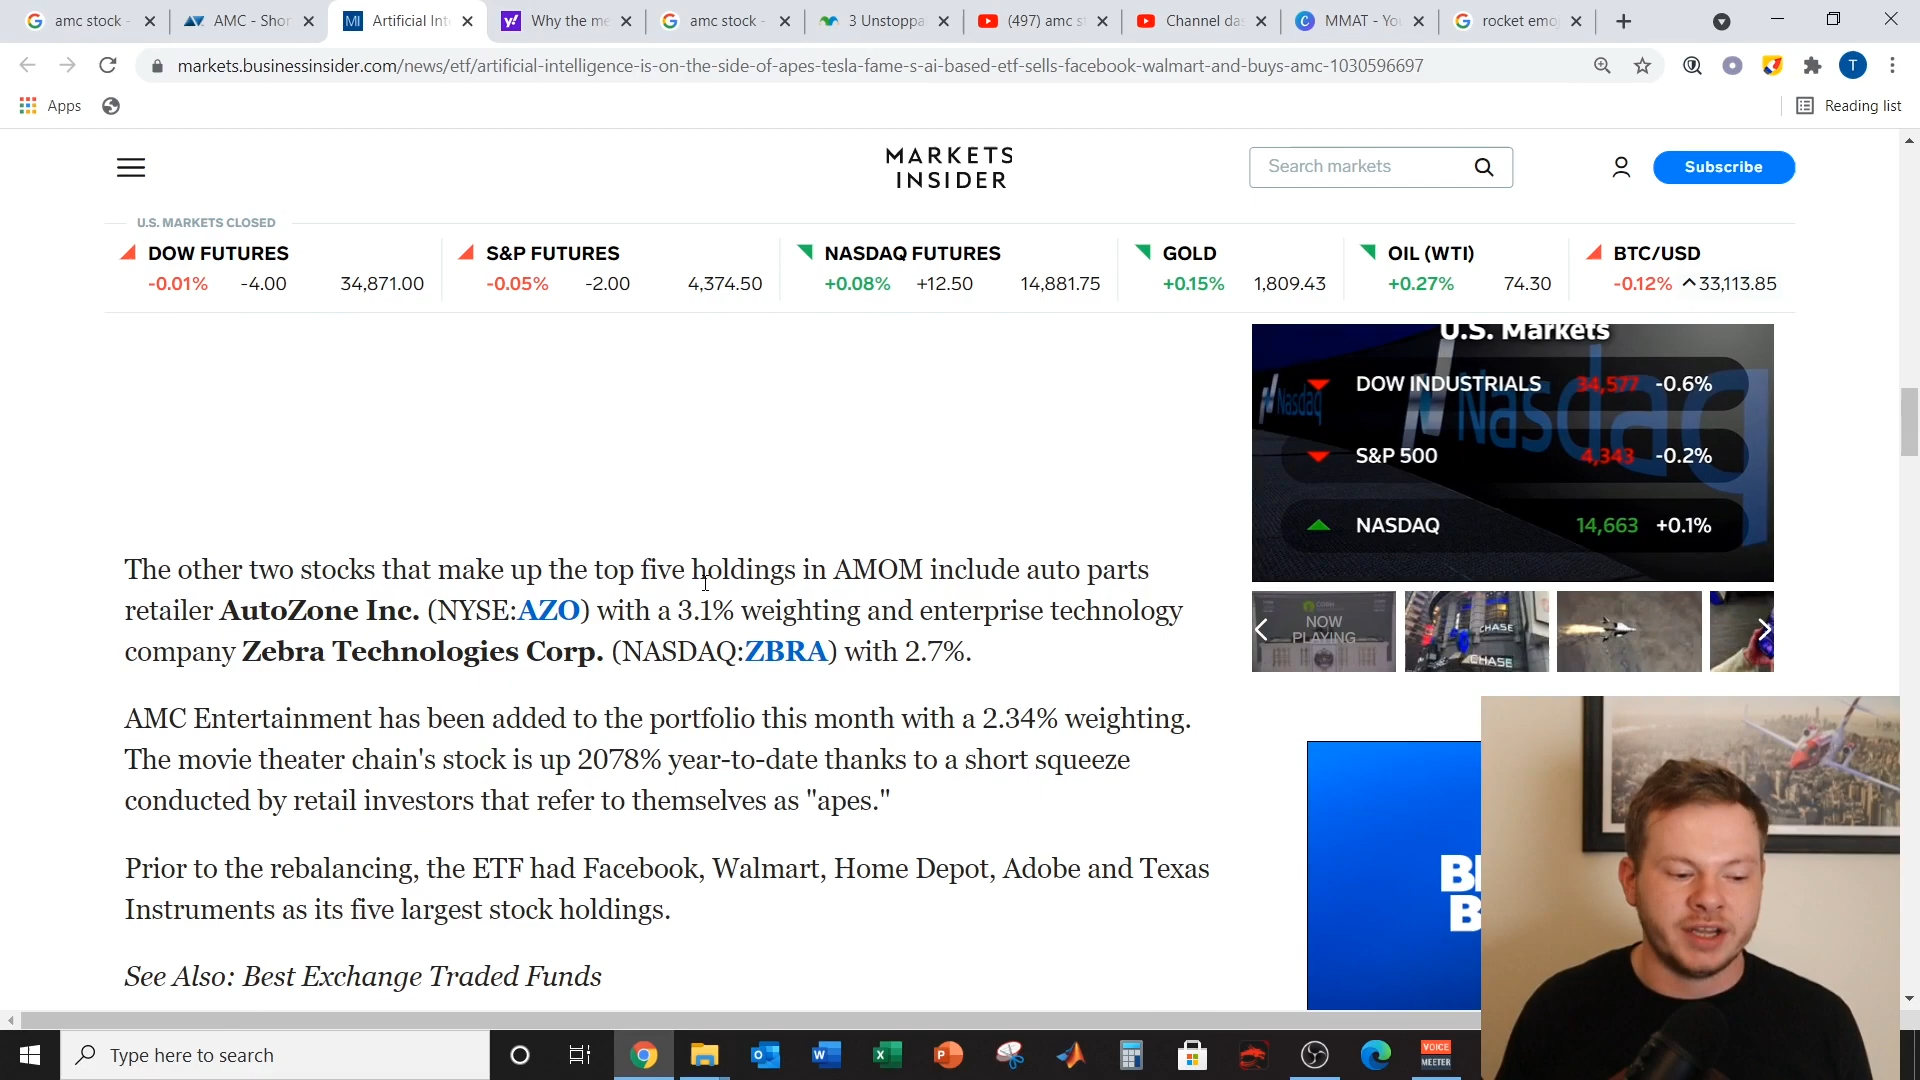 amc stock -
AMC - Shor
MI
Artificial Int
y!
Why the me
amc stock -
3 Unstoppa
(497) amc s
Channel da
MMAT - Yo
rocket emo
markets.businessinsider.com/news/etf/artificial-intelligence-is-on-the-side-of-apes-tesla-fame-s-ai-based-etf-sells-facebook-walmart-and-buys-amc-1030596697
T
Apps
Reading list
MARKETS
INSIDER
Search markets
Subscribe
U.S. MARKETS CLOSED
DOW FUTURES
-0.01% -4.00 34,871.00
S&P FUTURES
-0.05% -2.00 4,374.50
NASDAQ FUTURES
+0.08% +12.50 14,881.75
GOLD
+0.15% 1,809.43
OIL (WTI)
+0.27% 74.30
BTC/USD
-0.12% 33,113.85
U.S. Markets
DOW INDUSTRIALS 34,577 -0.6%
S&P 500 4,343 -0.2%
NASDAQ 14,663 +0.1%
Nasdaq
Nasdaq
NOW
PLAYING
CHASE
CHASE
The other two stocks that make up the top five holdings in AMOM include auto parts
retailer AutoZone Inc. (NYSE:AZO) with a 3.1% weighting and enterprise technology
company Zebra Technologies Corp. (NASDAQ:ZBRA) with 2.7%.
AMC Entertainment has been added to the portfolio this month with a 2.34% weighting.
The movie theater chain's stock is up 2078% year-to-date thanks to a short squeeze
conducted by retail investors that refer to themselves as "apes."
Prior to the rebalancing, the ETF had Facebook, Walmart, Home Depot, Adobe and Texas
Instruments as its five largest stock holdings.
See Also: Best Exchange Traded Funds
Type here to search
VOICE
MEETER